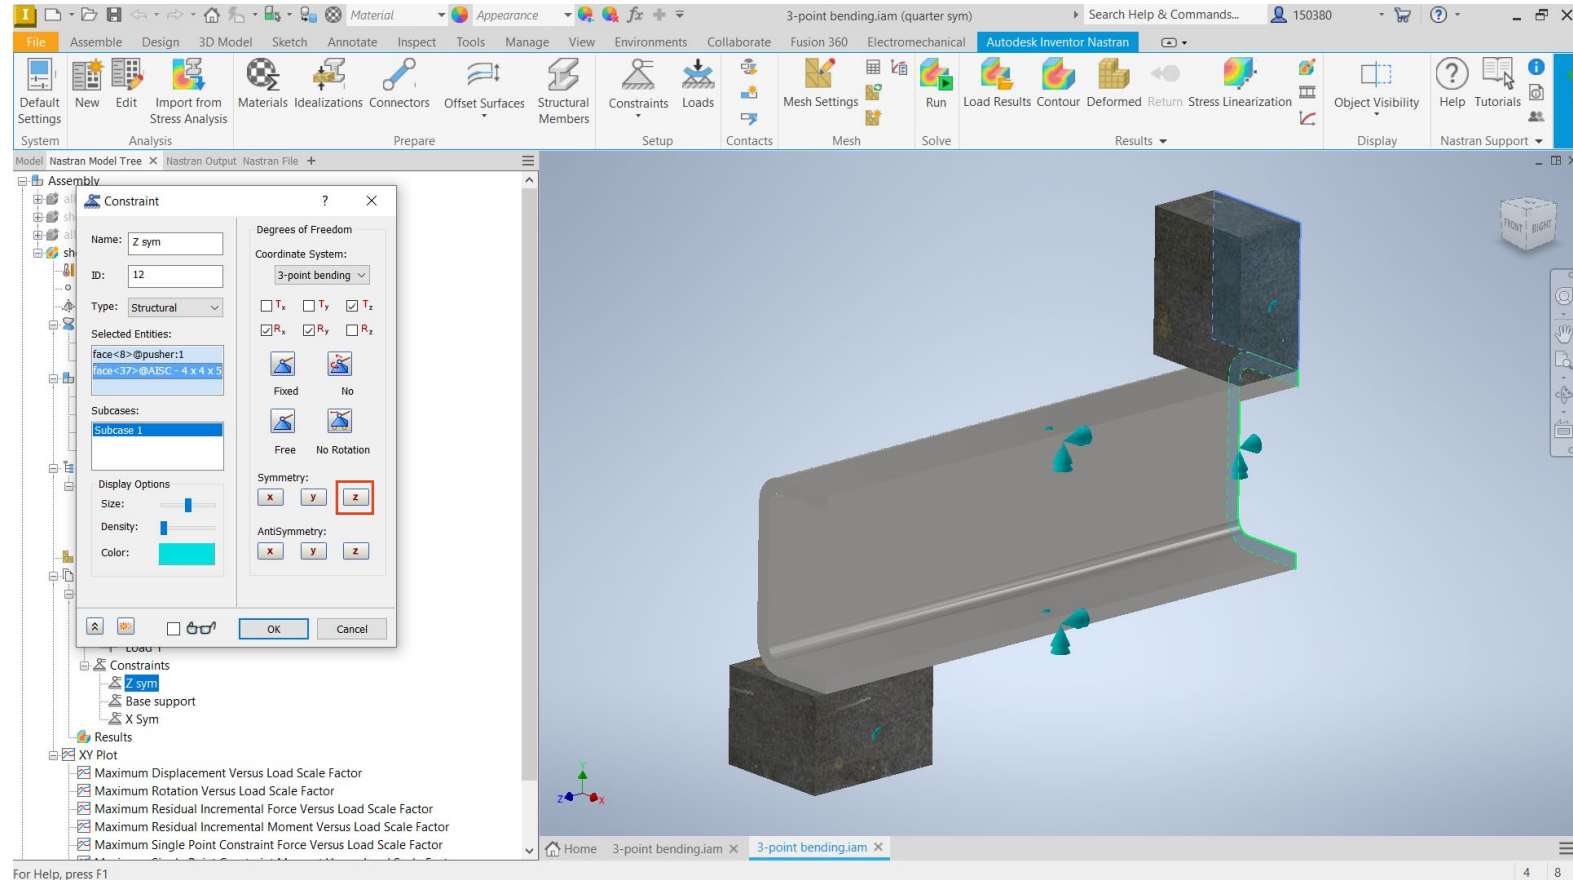 Material
Appearance
fx
3-point bending.iam (quarter sym)
Search Help & Commands...
150380
File
Assemble
Design
3D Model
Sketch
Annotate
Inspect
Tools
Manage
View
Environments
Collaborate
Fusion 360
Electromechanical
Autodesk Inventor Nastran
Default Settings
New
Edit
Import from Stress Analysis
Materials
Idealizations
Connectors
Offset Surfaces
Structural Members
Constraints
Loads
Mesh Settings
Run
Load Results
Contour
Deformed
Return
Stress Linearization
Object Visibility
Help
Tutorials
System
Analysis
Prepare
Setup
Contacts
Mesh
Solve
Results
Display
Nastran Support
Model
Nastran Model Tree
Nastran Output
Nastran File
Assembly
Constraint
Name:
Z sym
ID:
12
Type:
Structural
Selected Entities:
face<8>@pusher:1
face<37>@AISC - 4 x 4 x 5
Subcases:
Subcase 1
Display Options
Size:
Density:
Color:
Degrees of Freedom
Coordinate System:
3-point bending
Tx
Ty
Tz
Rx
Ry
Rz
Fixed
No
Free
No Rotation
Symmetry:
x
y
z
AntiSymmetry:
x
y
z
OK
Cancel
Load 1
Constraints
Z sym
Base support
X Sym
Results
XY Plot
Maximum Displacement Versus Load Scale Factor
Maximum Rotation Versus Load Scale Factor
Maximum Residual Incremental Force Versus Load Scale Factor
Maximum Residual Incremental Moment Versus Load Scale Factor
Maximum Single Point Constraint Force Versus Load Scale Factor
FRONT
RIGHT
Y
Z
X
Home
3-point bending.iam
3-point bending.iam
For Help, press F1
4
8